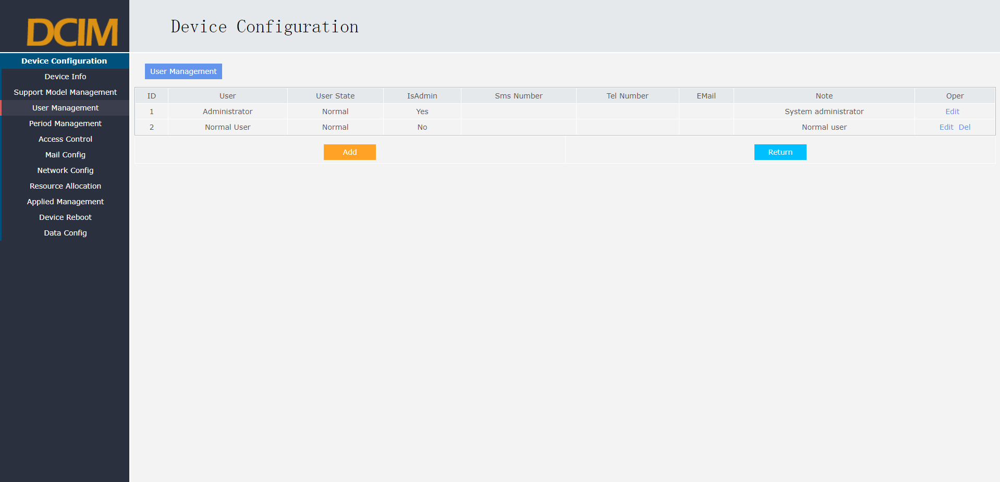 DCIM
Device Configuration
Device Configuration
Device Info
Support Model Management
User Management
Period Management
Access Control
Mail Config
Network Config
Resource Allocation
Applied Management
Device Reboot
Data Config
User Management
ID User User State IsAdmin Sms Number Tel Number EMail Note Oper
1 Administrator Normal Yes System administrator Edit
2 Normal User Normal No Normal user Edit Del
Add Return